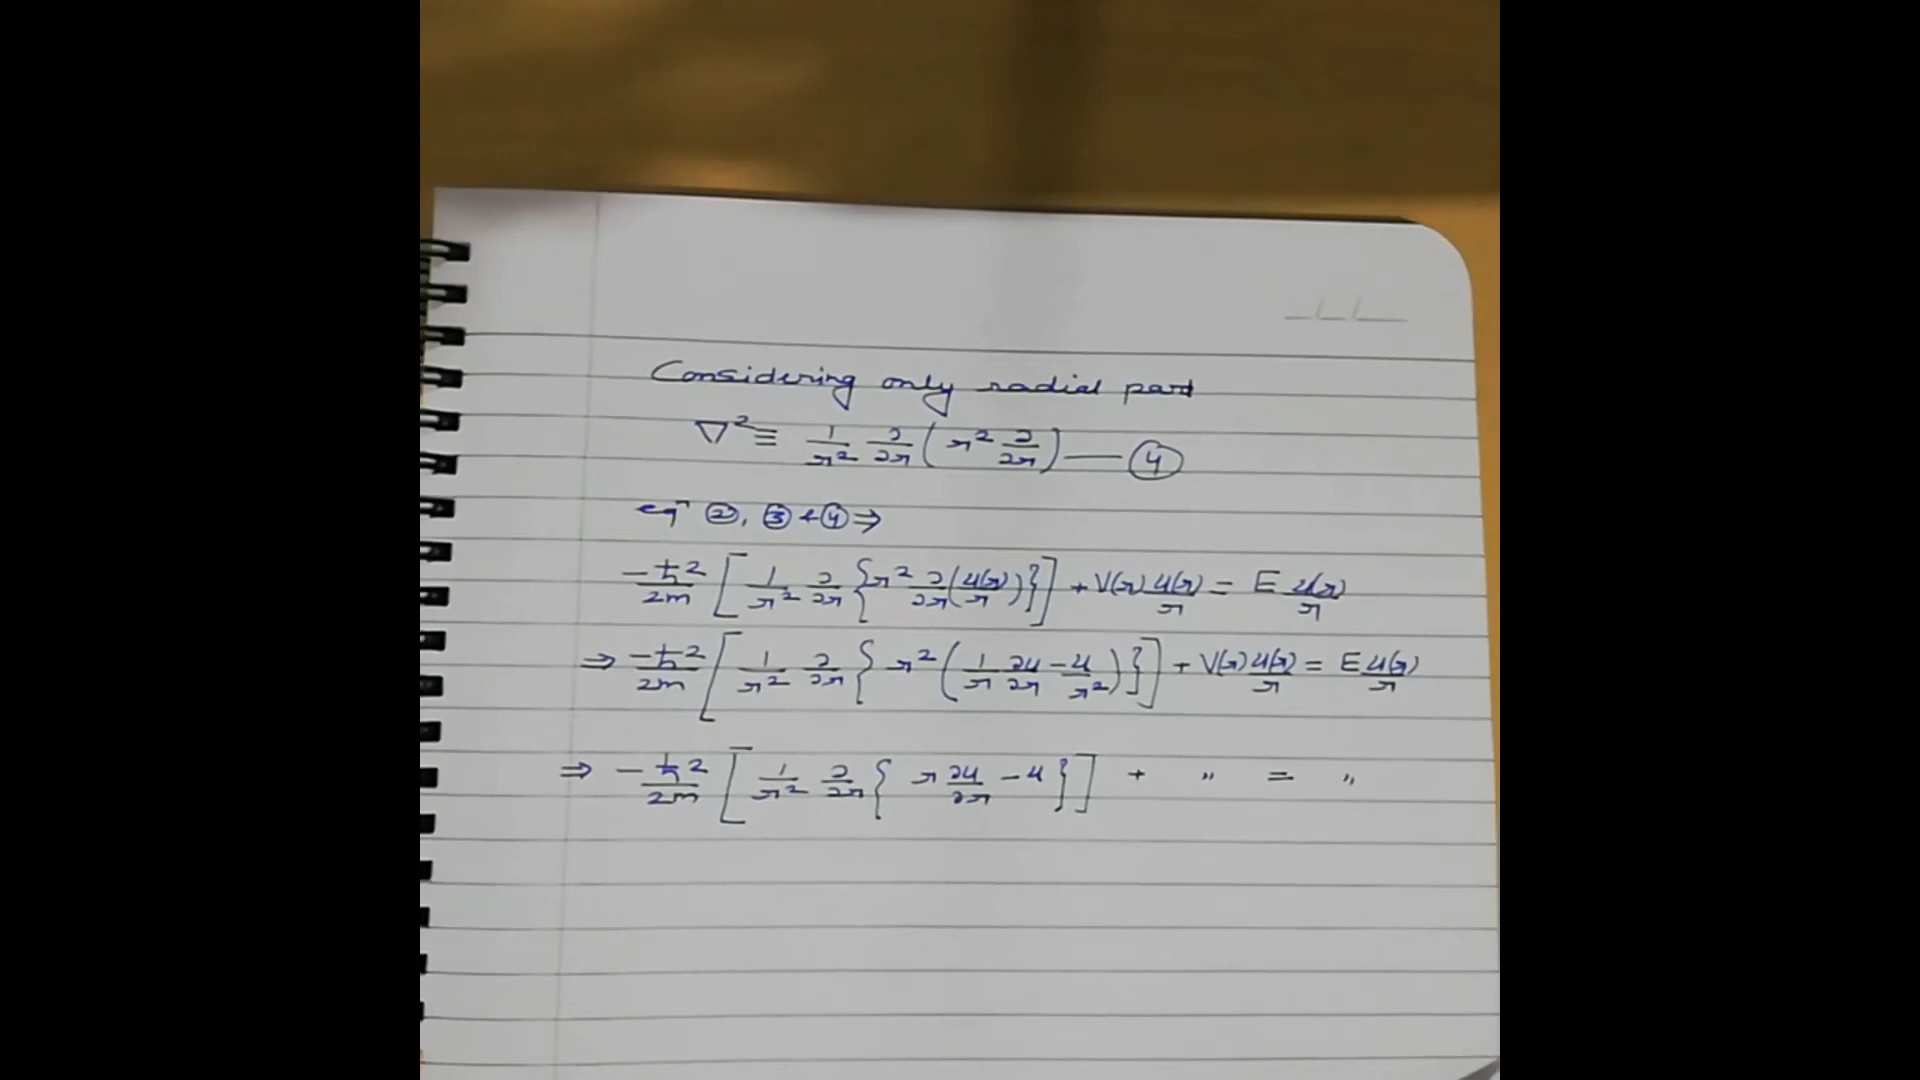 Considering only radial part
∇² ≡ 1/r² ∂/∂r ( r² ∂/∂r ) — ④
eqⁿ ②, ③ + ④ ⇒
-ħ²/2m [ 1/r² ∂/∂r { r² ∂/∂r ( u(r)/r ) } ] + V(r) u(r)/r = E u(r)/r
⇒ -ħ²/2m [ 1/r² ∂/∂r { r² ( 1/r ∂u/∂r - u/r² ) } ] + V(r) u(r)/r = E u(r)/r
⇒ -ħ²/2m [ 1/r² ∂/∂r { r ∂u/∂r - u } ] + " = "